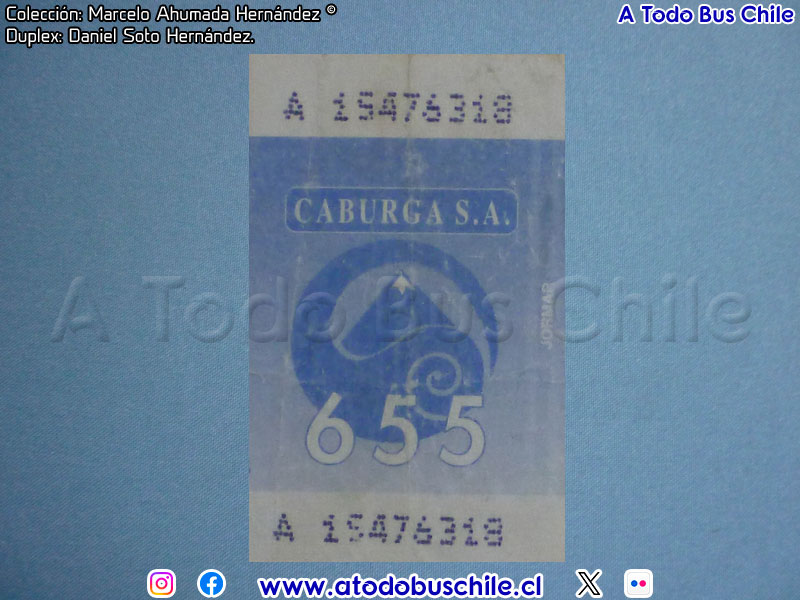 Colección: Marcelo Ahumada Hernández ©
Duplex: Daniel Soto Hernández.
A Todo Bus Chile
A 15476318
CABURGA S.A.
JORMAR
A Todo Bus Chile
655
A 15476318
www.atodobuschile.cl